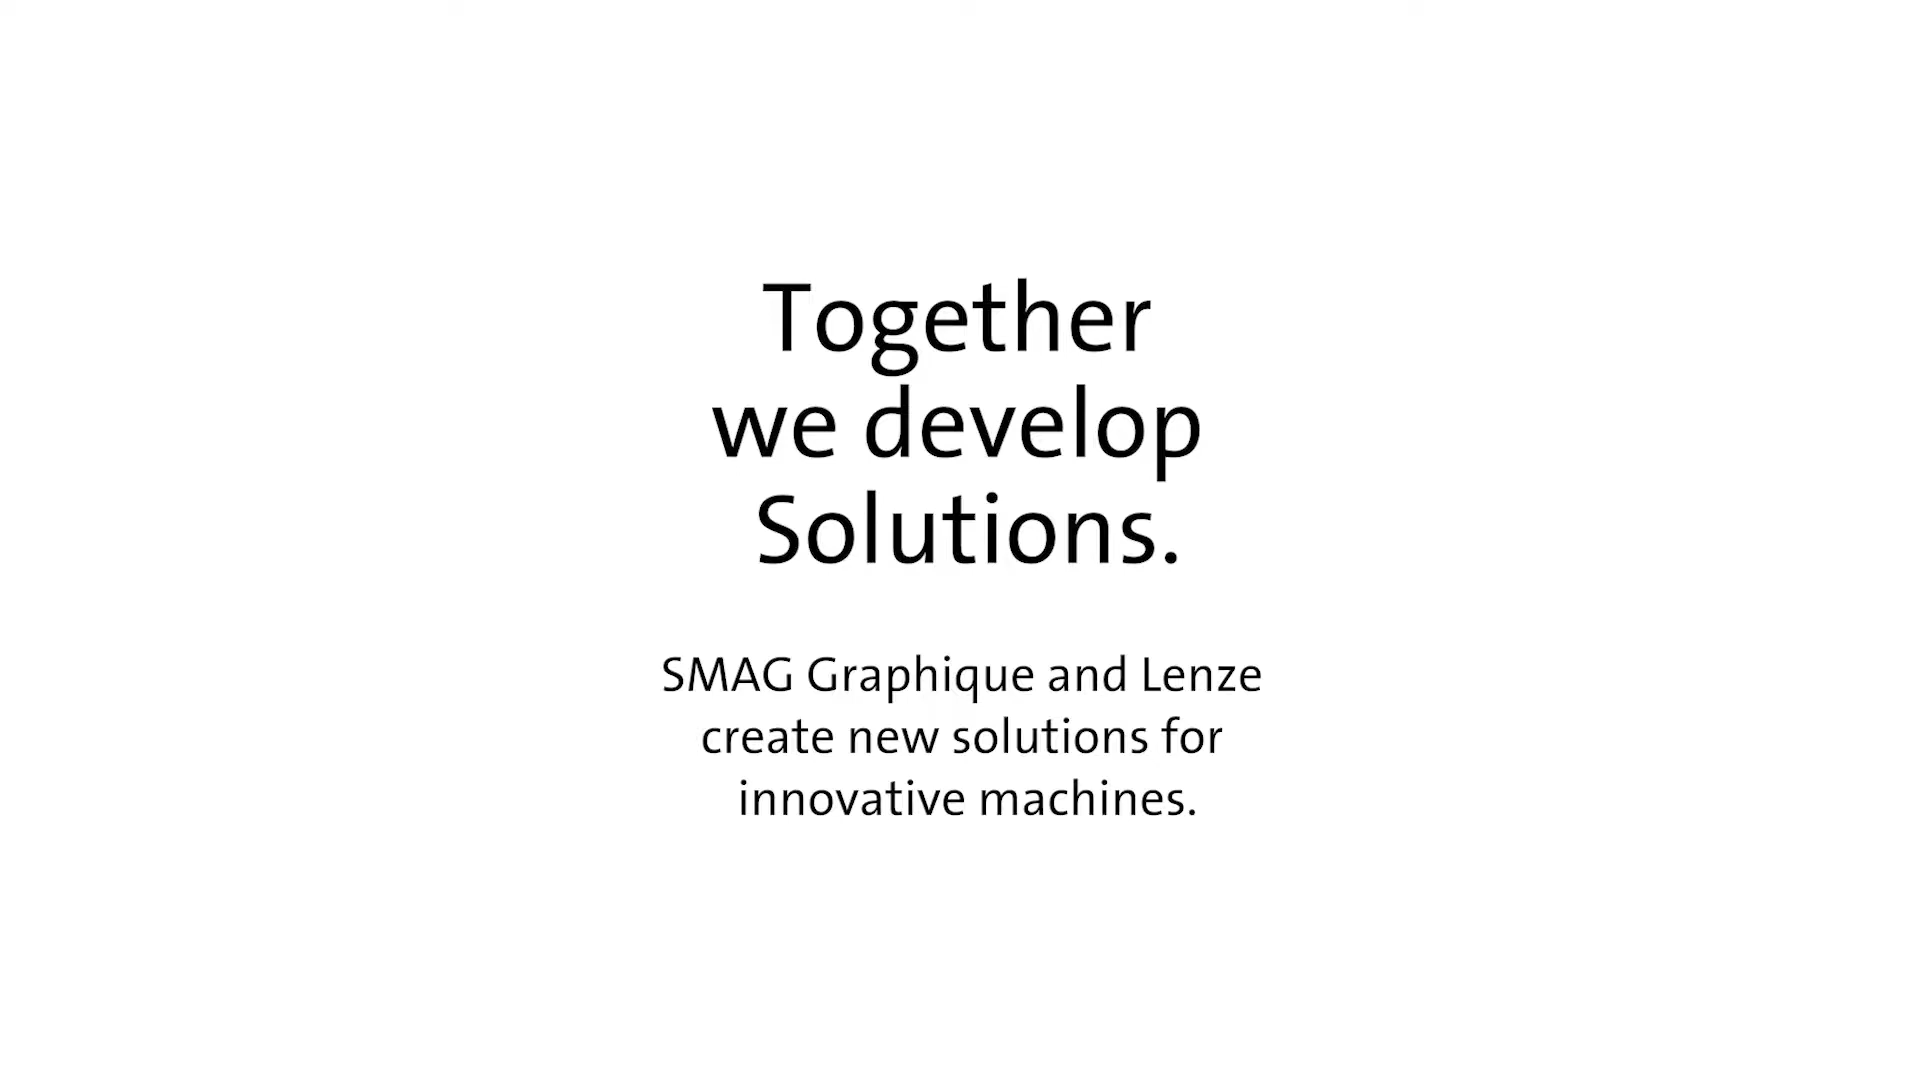 Together
we develop
Solutions.
SMAG Graphique and Lenze
create new solutions for
innovative machines.